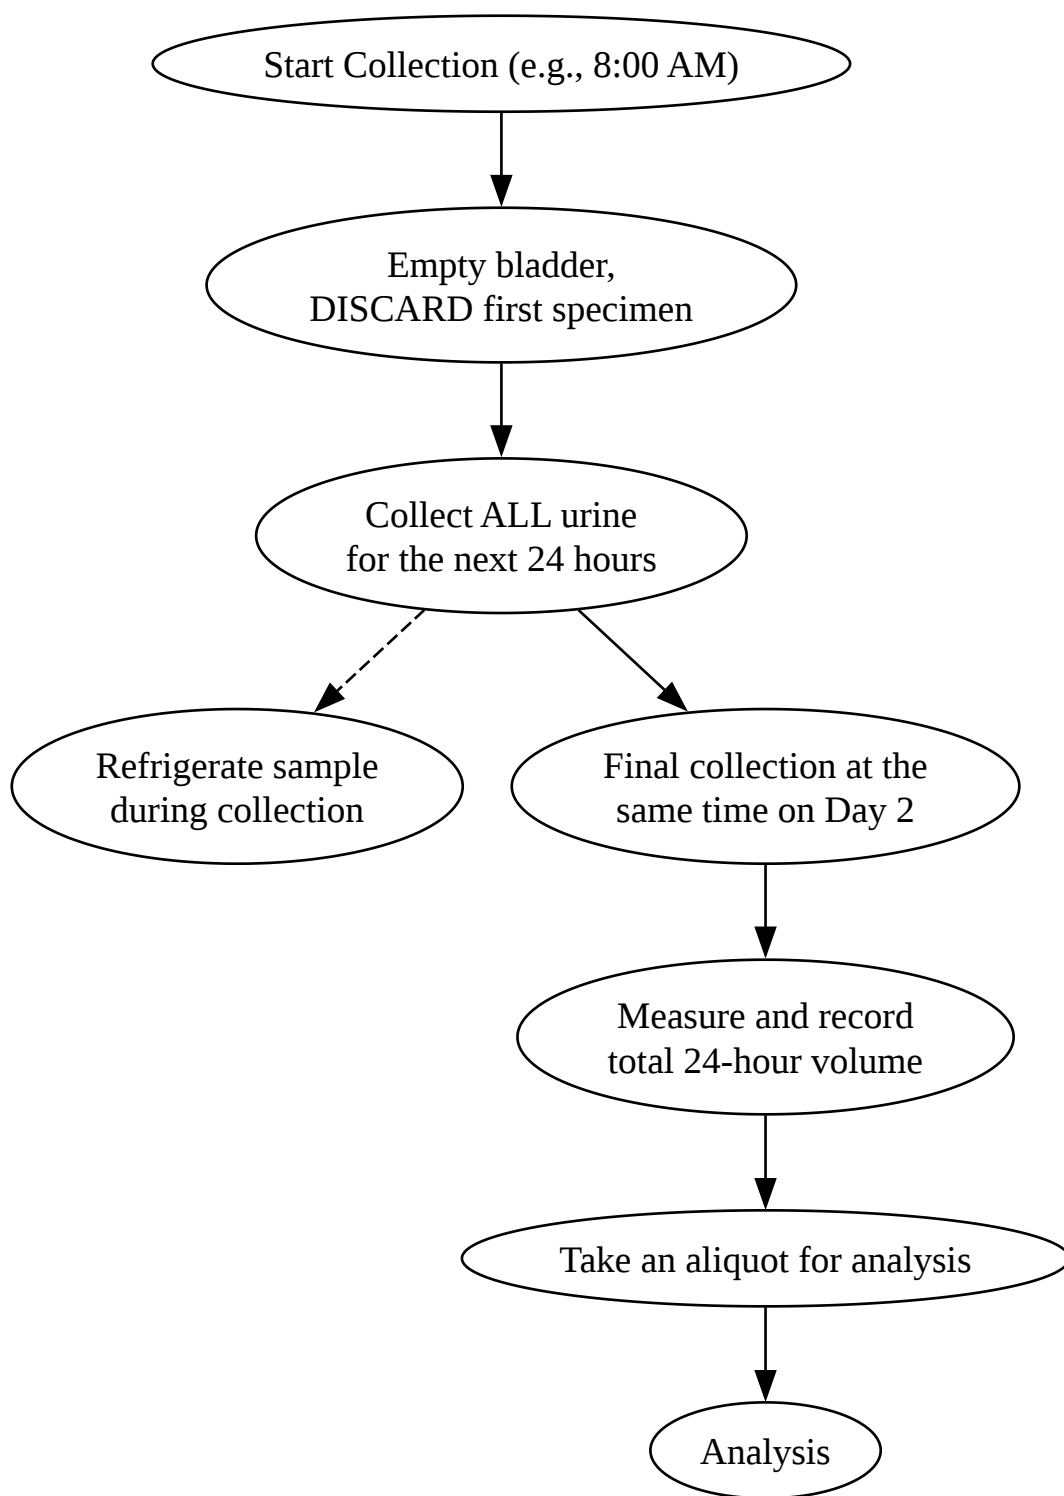 Start Collection (e.g., 8:00 AM)
Empty bladder,
DISCARD first specimen
Collect ALL urine
for the next 24 hours
Refrigerate sample
during collection
Final collection at the
same time on Day 2
Measure and record
total 24-hour volume
Take an aliquot for analysis
Analysis